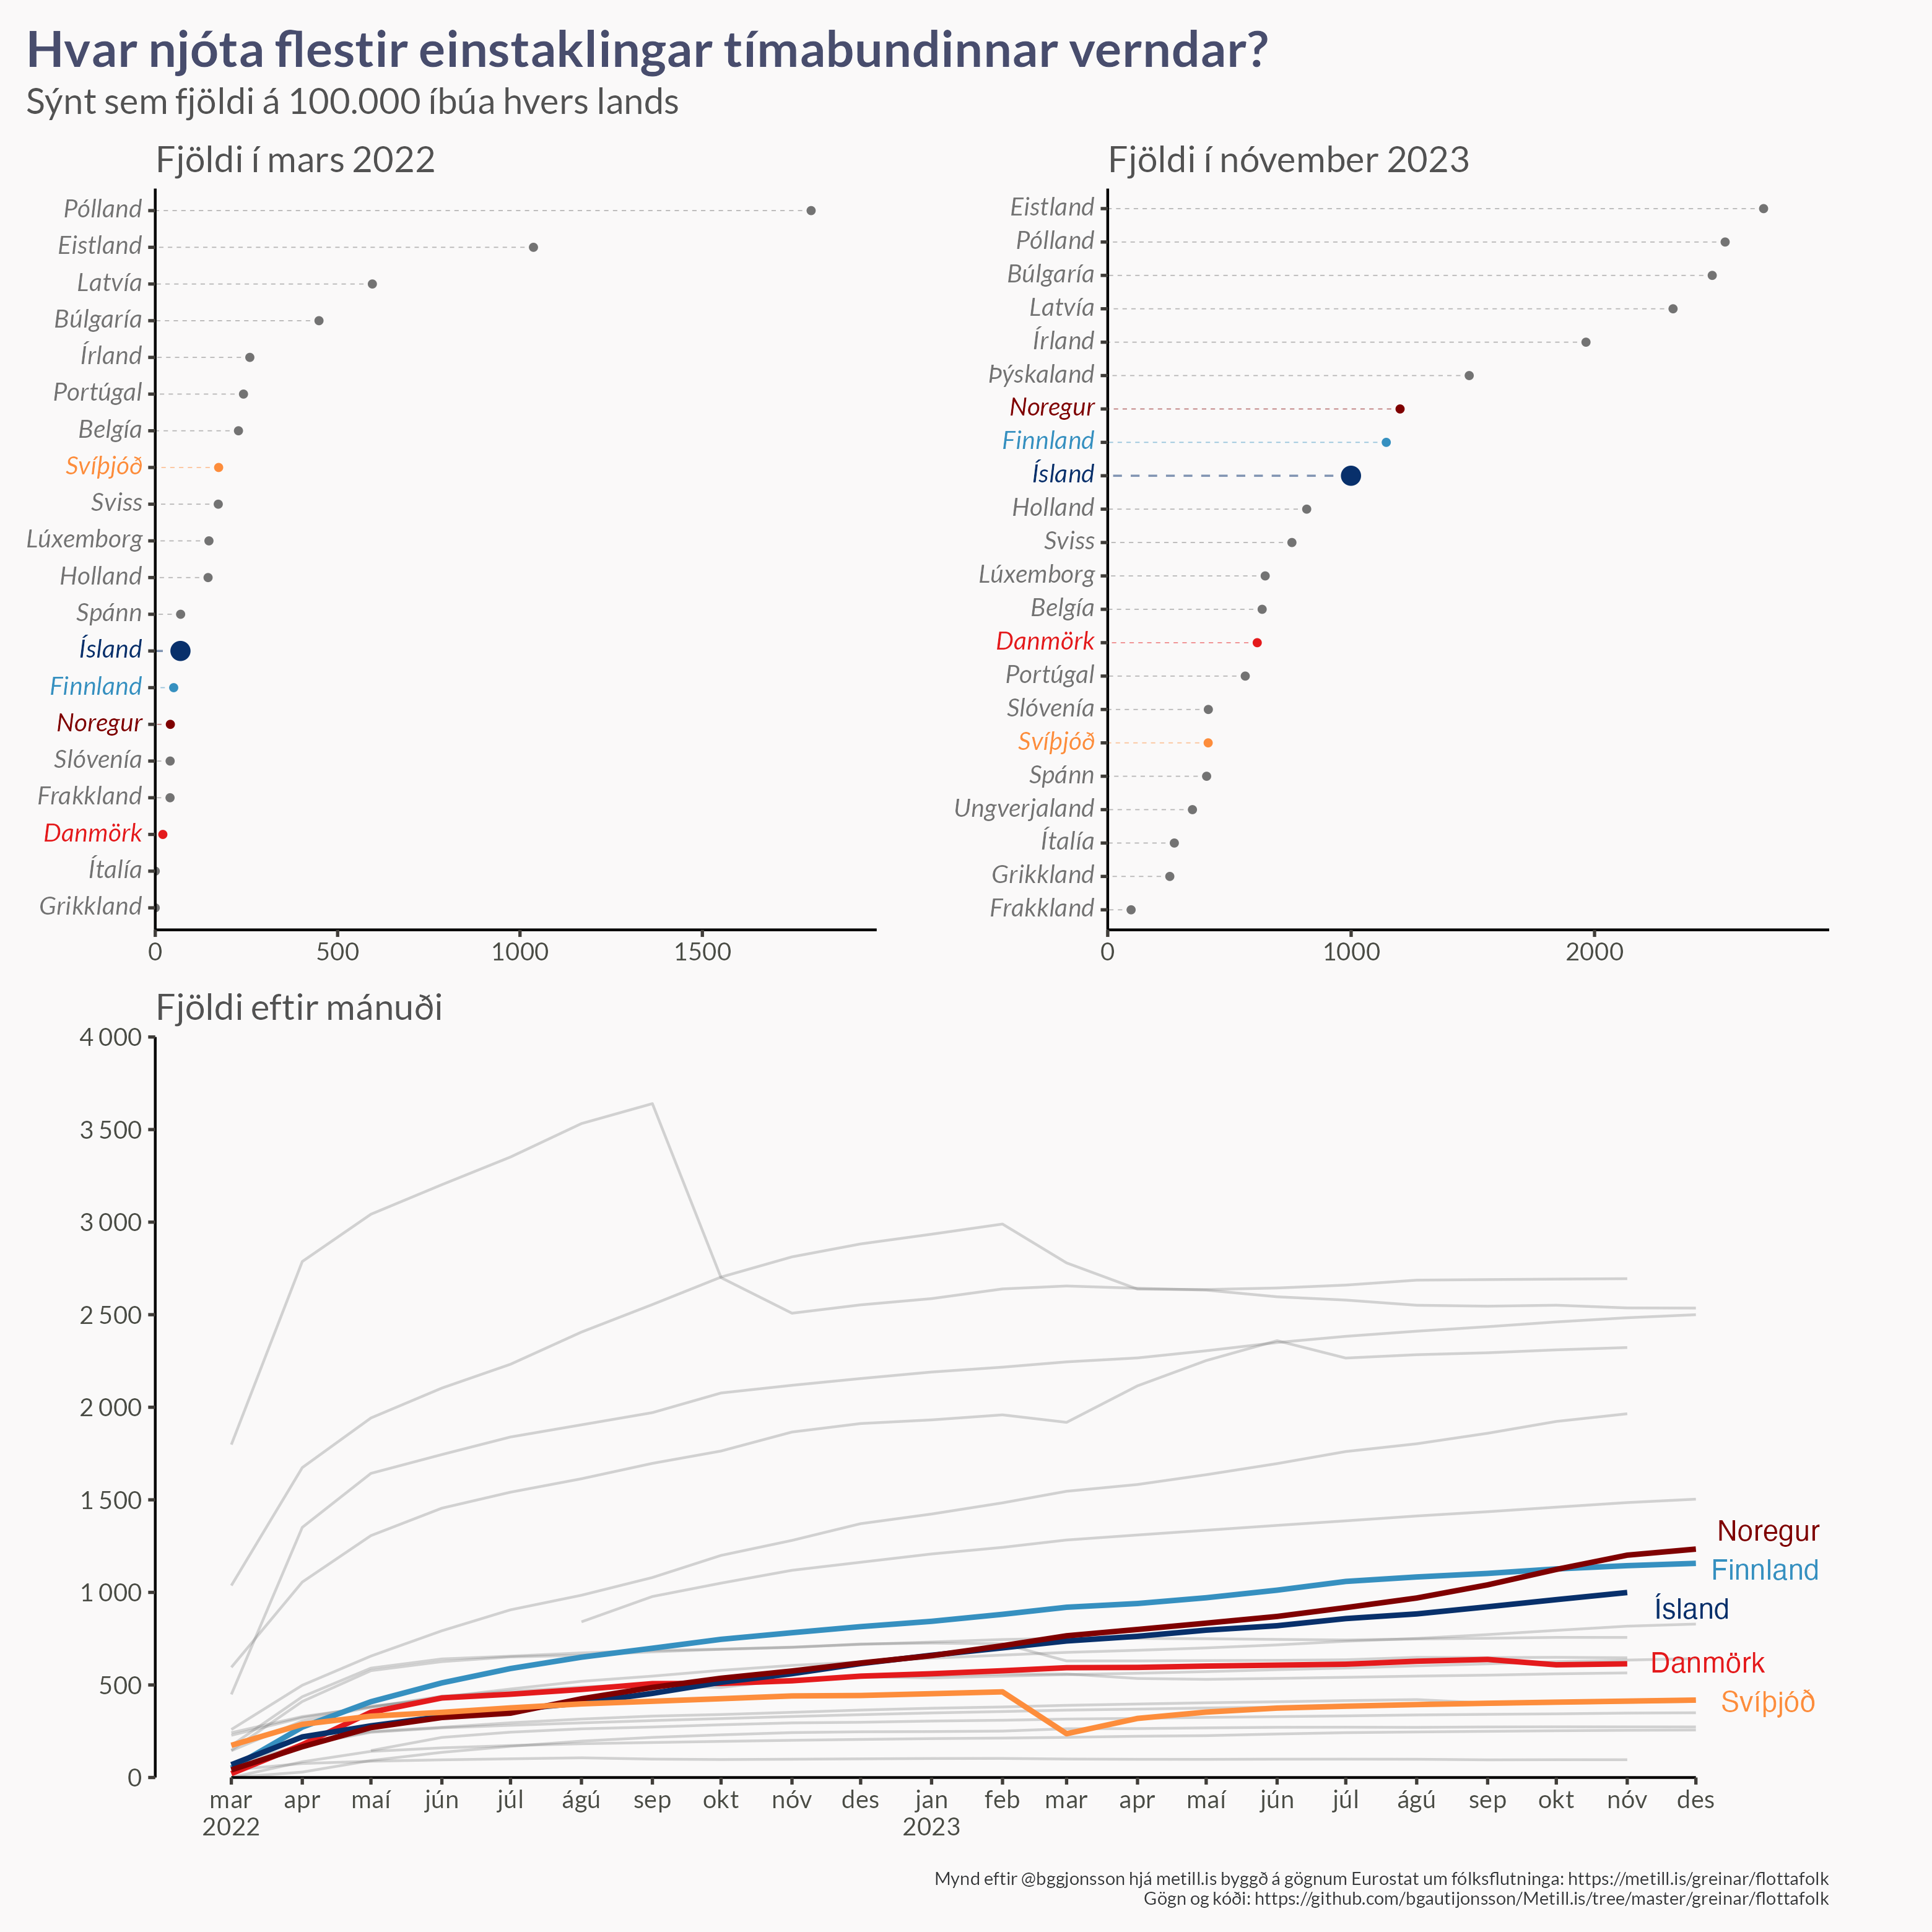 Hvar njóta flestir einstaklingar tímabundinnar verndar?
Sýnt sem fjöldi á 100.000 íbúa hvers lands
Fjöldi í mars 2022
Pólland
Eistland
Latvía
Búlgaría
Írland
Portúgal
Belgía
Svíþjóð
Sviss
Lúxemborg
Holland
Spánn
Ísland
Finnland
Noregur
Slóvenía
Frakkland
Danmörk
Ítalía
Grikkland
0 500 1000 1500
Fjöldi í nóvember 2023
Eistland
Pólland
Búlgaría
Latvía
Írland
Þýskaland
Noregur
Finnland
Ísland
Holland
Sviss
Lúxemborg
Belgía
Danmörk
Portúgal
Slóvenía
Svíþjóð
Spánn
Ungverjaland
Ítalía
Grikkland
Frakkland
0 1000 2000
Fjöldi eftir mánuði
4 000
3 500
3 000
2 500
2 000
1 500
1 000
500
0
Noregur
Finnland
Ísland
Danmörk
Svíþjóð
mar apr maí jún júl ágú sep okt nóv des jan feb mar apr maí jún júl ágú sep okt nóv des
2022 2023
Mynd eftir @bggjonsson hjá metill.is byggð á gögnum Eurostat um fólksflutninga: https://metill.is/greinar/flottafolk
Gögn og kóði: https://github.com/bgautijonsson/Metill.is/tree/master/greinar/flottafolk